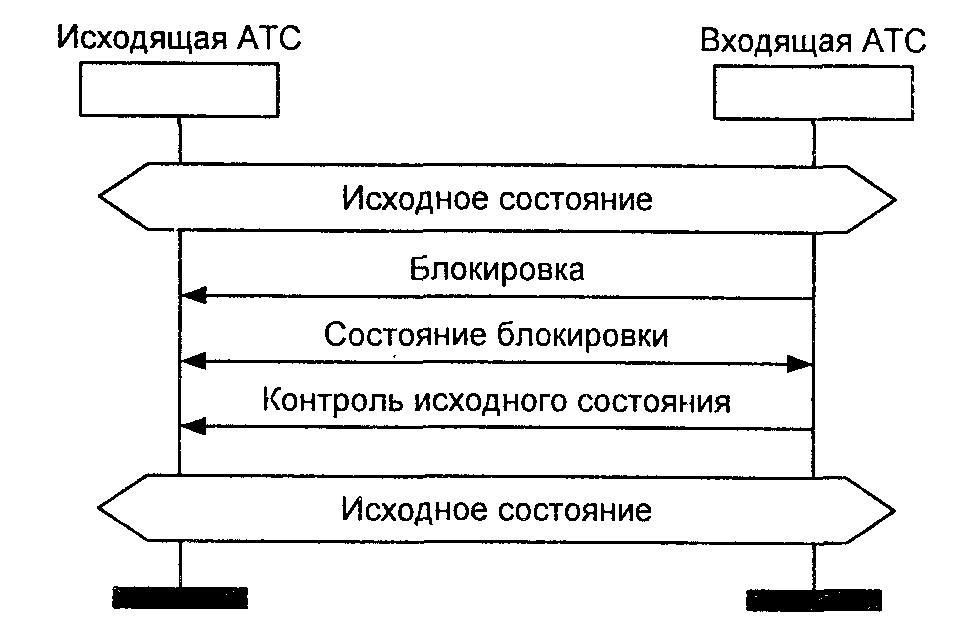 Исходящая АТС
Входящая АТС
Исходное состояние
Блокировка
Состояние блокировки
Контроль исходного состояния
Исходное состояние